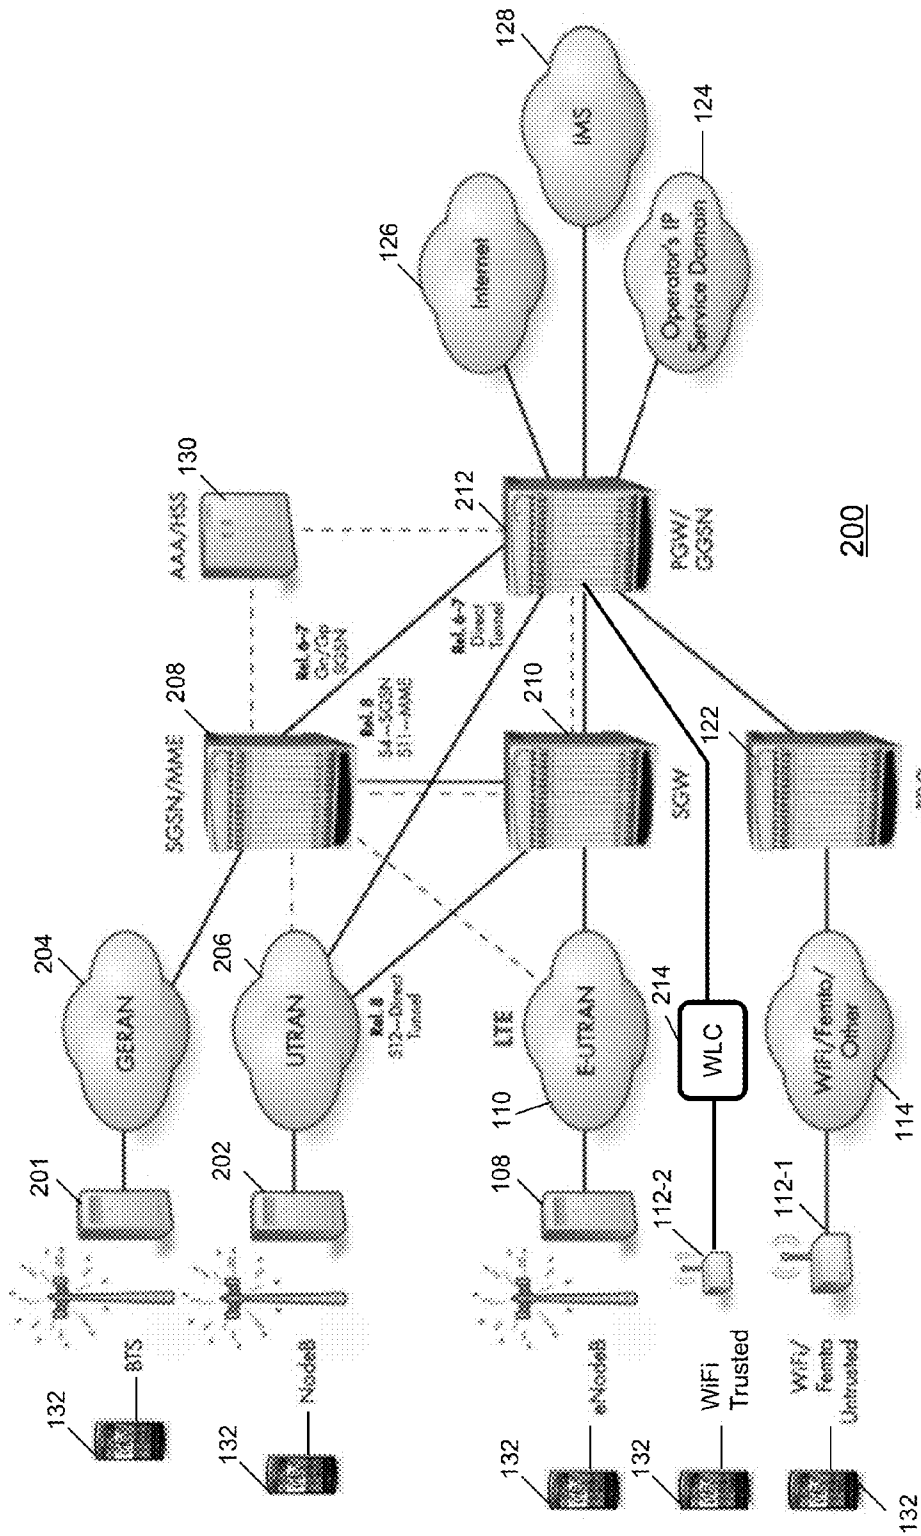 132
BTS
201
204
GERAN
SGSN/MME
208
AAA/HSS
130
132
NodeB
202
206
UTRAN
Rel. 8
S12—Direct
Tunnel
Rel. 8
S4—SGSN
S11—MME
Rel. 6-7
Gn/Gp
SGSN
Rel. 6-7
Direct
Tunnel
212
PGW/
GGSN
126
Internet
128
IMS
124
Operator's IP
Service Domain
132
eNodeB
108
110
LTE
E-UTRAN
210
SGW
132
WiFi
Trusted
112-2
214
WLC
132
WiFi/
Femto
Untrusted
112-1
WiFi/Femto/
Other
114
122
200